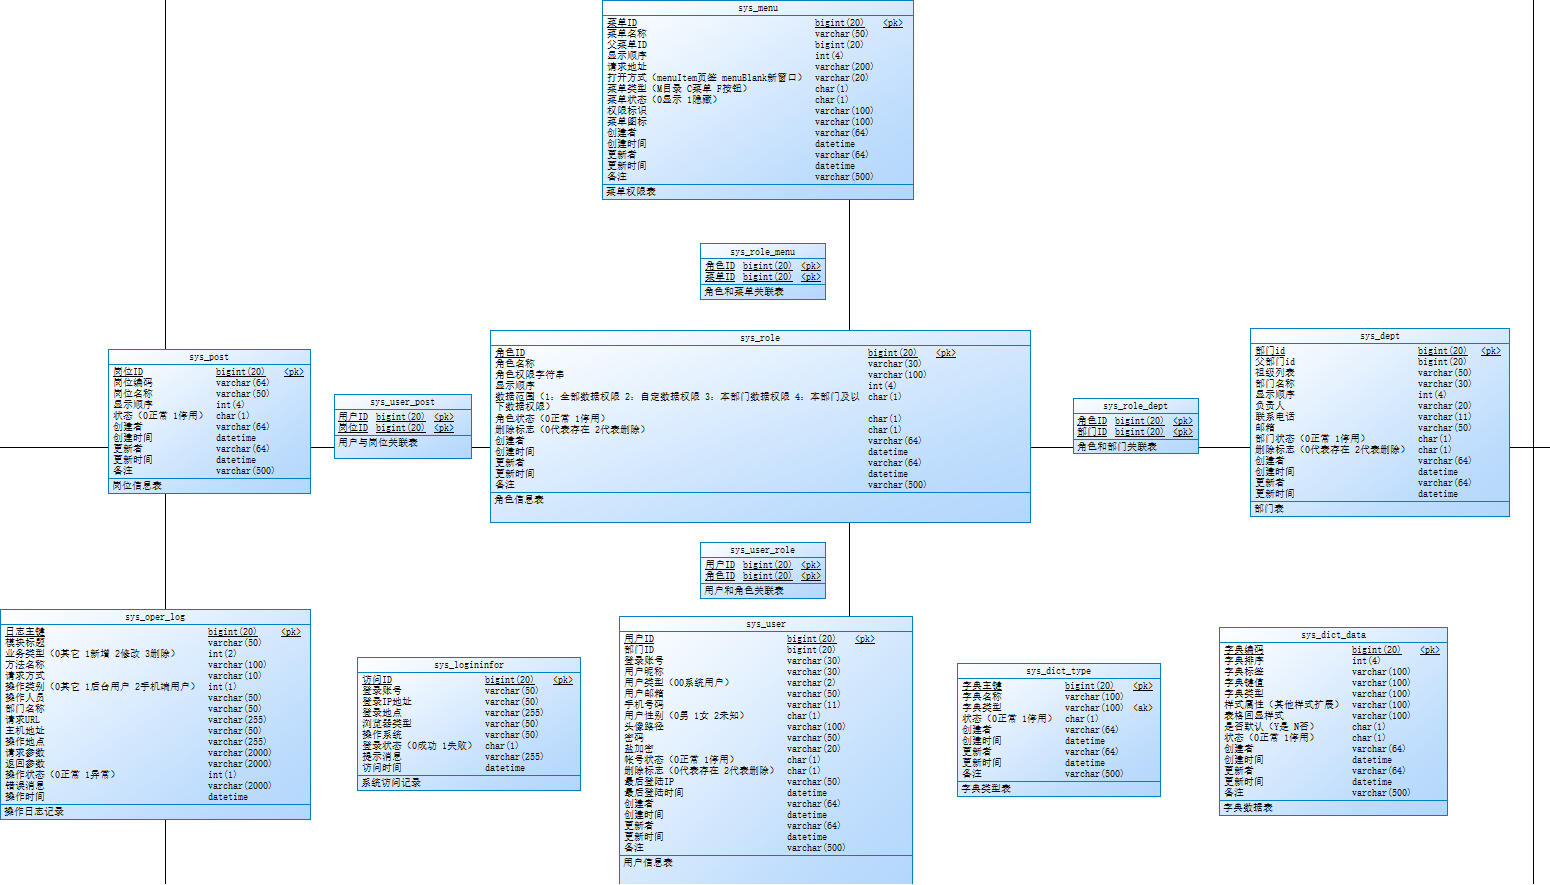 sys_menu
菜单ID bigint(20) <pk>
菜单名称 varchar(50)
父菜单ID bigint(20)
显示顺序 int(4)
请求地址 varchar(200)
打开方式（menuItem页签 menuBlank新窗口） varchar(20)
菜单类型（M目录 C菜单 F按钮） char(1)
菜单状态（0显示 1隐藏） char(1)
权限标识 varchar(100)
菜单图标 varchar(100)
创建者 varchar(64)
创建时间 datetime
更新者 varchar(64)
更新时间 datetime
备注 varchar(500)
菜单权限表
sys_role_menu
角色ID bigint(20) <pk>
菜单ID bigint(20) <pk>
角色和菜单关联表
sys_post
岗位ID bigint(20) <pk>
岗位编码 varchar(64)
岗位名称 varchar(50)
显示顺序 int(4)
状态（0正常 1停用） char(1)
创建者 varchar(64)
创建时间 datetime
更新者 varchar(64)
更新时间 datetime
备注 varchar(500)
岗位信息表
sys_user_post
用户ID bigint(20) <pk>
岗位ID bigint(20) <pk>
用户与岗位关联表
sys_role
角色ID bigint(20) <pk>
角色名称 varchar(30)
角色权限字符串 varchar(100)
显示顺序 int(4)
数据范围（1：全部数据权限 2：自定数据权限 3：本部门数据权限 4：本部门及以 char(1)
下数据权限）
角色状态（0正常 1停用） char(1)
删除标志（0代表存在 2代表删除） char(1)
创建者 varchar(64)
创建时间 datetime
更新者 varchar(64)
更新时间 datetime
备注 varchar(500)
角色信息表
sys_role_dept
角色ID bigint(20) <pk>
部门ID bigint(20) <pk>
角色和部门关联表
sys_dept
部门id bigint(20) <pk>
父部门id bigint(20)
祖级列表 varchar(50)
部门名称 varchar(30)
显示顺序 int(4)
负责人 varchar(20)
联系电话 varchar(11)
邮箱 varchar(50)
部门状态（0正常 1停用） char(1)
删除标志（0代表存在 2代表删除） char(1)
创建者 varchar(64)
创建时间 datetime
更新者 varchar(64)
更新时间 datetime
部门表
sys_user_role
用户ID bigint(20) <pk>
角色ID bigint(20) <pk>
用户和角色关联表
sys_oper_log
日志主键 bigint(20) <pk>
模块标题 varchar(50)
业务类型（0其它 1新增 2修改 3删除） int(2)
方法名称 varchar(100)
请求方式 varchar(10)
操作类别（0其它 1后台用户 2手机端用户） int(1)
操作人员 varchar(50)
部门名称 varchar(50)
请求URL varchar(255)
主机地址 varchar(50)
操作地点 varchar(255)
请求参数 varchar(2000)
返回参数 varchar(2000)
操作状态（0正常 1异常） int(1)
错误消息 varchar(2000)
操作时间 datetime
操作日志记录
sys_logininfor
访问ID bigint(20) <pk>
登录账号 varchar(50)
登录IP地址 varchar(50)
登录地点 varchar(255)
浏览器类型 varchar(50)
操作系统 varchar(50)
登录状态（0成功 1失败） char(1)
提示消息 varchar(255)
访问时间 datetime
系统访问记录
sys_user
用户ID bigint(20) <pk>
部门ID bigint(20)
登录账号 varchar(30)
用户昵称 varchar(30)
用户类型（00系统用户） varchar(2)
用户邮箱 varchar(50)
手机号码 varchar(11)
用户性别（0男 1女 2未知） char(1)
头像路径 varchar(100)
密码 varchar(50)
盐加密 varchar(20)
帐号状态（0正常 1停用） char(1)
删除标志（0代表存在 2代表删除） char(1)
最后登陆IP varchar(50)
最后登陆时间 datetime
创建者 varchar(64)
创建时间 datetime
更新者 varchar(64)
更新时间 datetime
备注 varchar(500)
用户信息表
sys_dict_type
字典主键 bigint(20) <pk>
字典名称 varchar(100)
字典类型 varchar(100) <ak>
状态（0正常 1停用） char(1)
创建者 varchar(64)
创建时间 datetime
更新者 varchar(64)
更新时间 datetime
备注 varchar(500)
字典类型表
sys_dict_data
字典编码 bigint(20) <pk>
字典排序 int(4)
字典标签 varchar(100)
字典键值 varchar(100)
字典类型 varchar(100)
样式属性（其他样式扩展） varchar(100)
表格回显样式 varchar(100)
是否默认（Y是 N否） char(1)
状态（0正常 1停用） char(1)
创建者 varchar(64)
创建时间 datetime
更新者 varchar(64)
更新时间 datetime
备注 varchar(500)
字典数据表